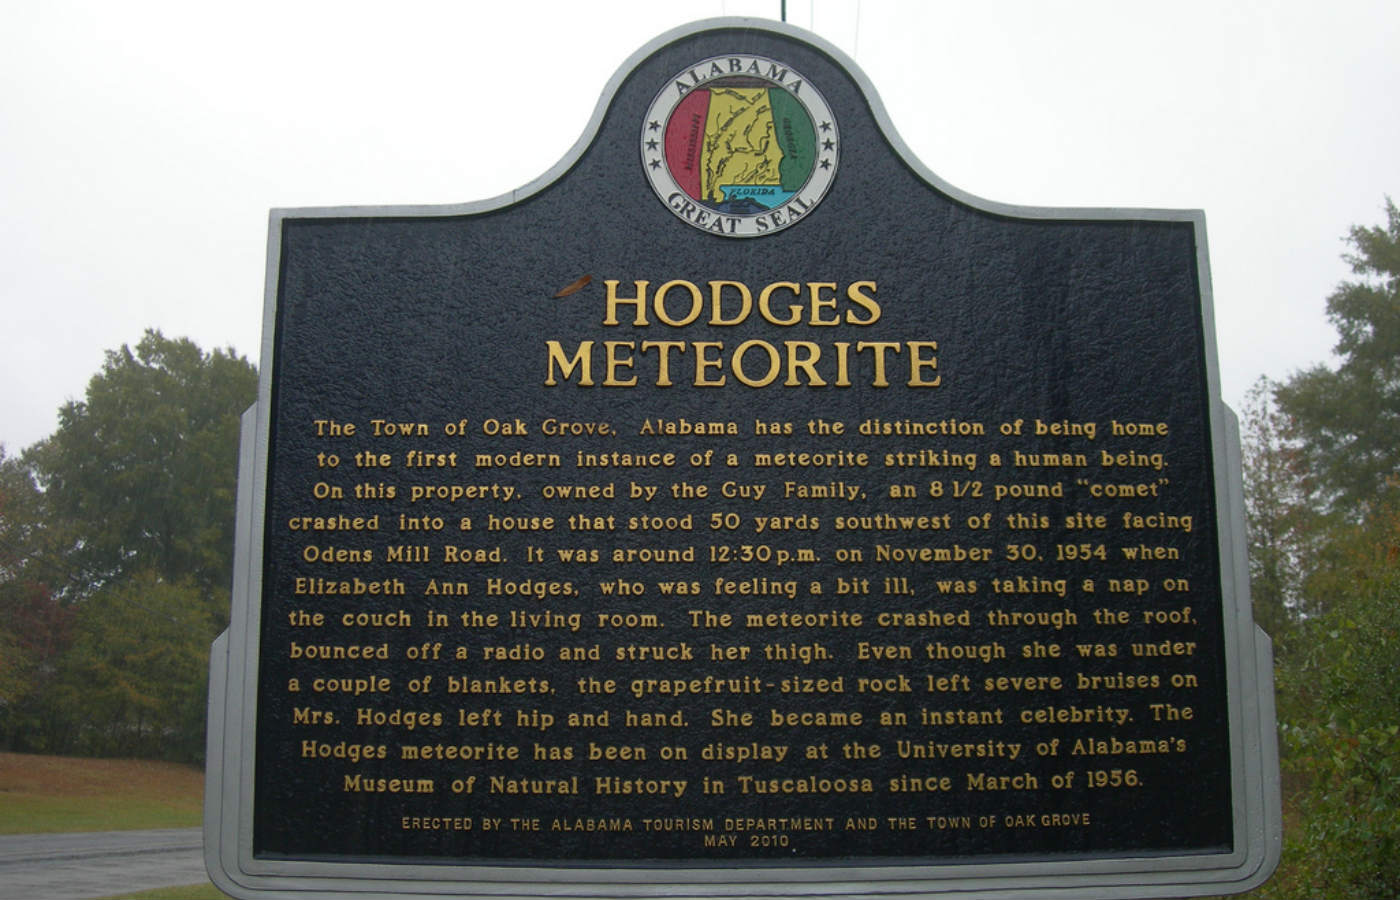 ALABAMA
MISSISSIPPI
GEORGIA
FLORIDA
GREAT SEAL
HODGES
METEORITE
The Town of Oak Grove, Alabama has the distinction of being home
to the first modern instance of a meteorite striking a human being.
On this property, owned by the Guy Family, an 8 1/2 pound "comet"
crashed into a house that stood 50 yards southwest of this site facing
Odens Mill Road. It was around 12:30 p.m. on November 30, 1954 when
Elizabeth Ann Hodges, who was feeling a bit ill, was taking a nap on
the couch in the living room. The meteorite crashed through the roof,
bounced off a radio and struck her thigh. Even though she was under
a couple of blankets, the grapefruit-sized rock left severe bruises on
Mrs. Hodges left hip and hand. She became an instant celebrity. The
Hodges meteorite has been on display at the University of Alabama's
Museum of Natural History in Tuscaloosa since March of 1956.
ERECTED BY THE ALABAMA TOURISM DEPARTMENT AND THE TOWN OF OAK GROVE
MAY 2010